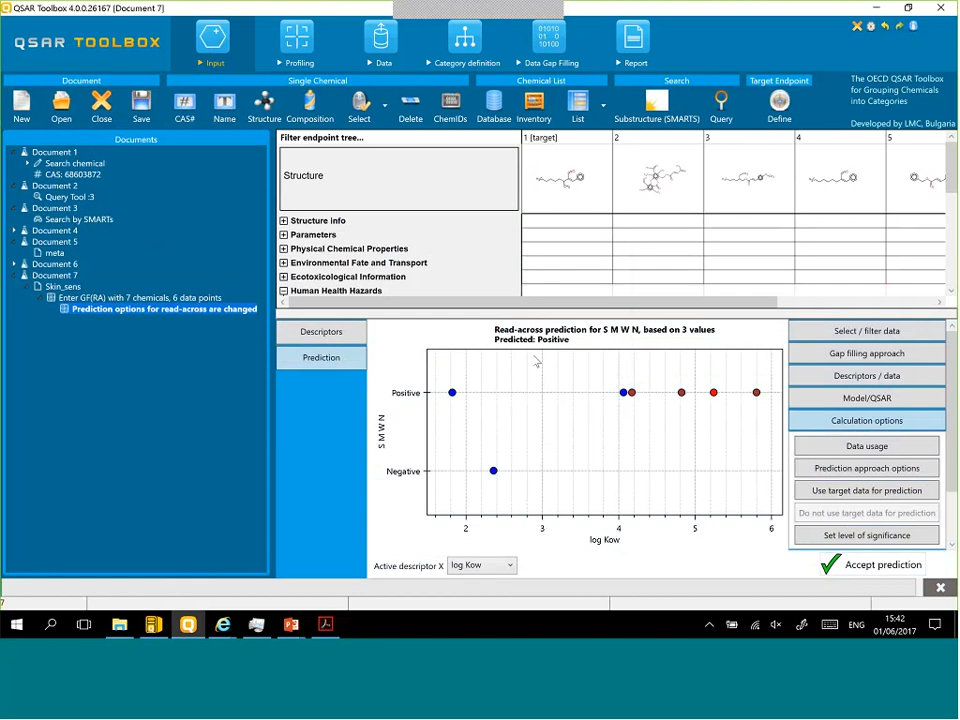 QSAR Toolbox 4.0.0.26167 [Document 7]
QSAR TOOLBOX
Input
Profiling
Data
Category definition
Data Gap Filling
Report
01010
01 0
10100
Document
Single Chemical
Chemical List
Search
Target Endpoint
New
Open
Close
Save
CAS#
Name
Structure
Composition
Select
Delete
ChemIDs
Database
Inventory
List
Substructure (SMARTS)
Query
Define
The OECD QSAR Toolbox
for Grouping Chemicals
into Categories
Developed by LMC, Bulgaria
Documents
Document 1
Search chemical
CAS: 68603872
Document 2
Query Tool :3
Document 3
Search by SMARTs
Document 4
Document 5
meta
Document 6
Document 7
Skin_sens
Enter GF(RA) with 7 chemicals, 6 data points
Prediction options for read-across are changed
Filter endpoint tree...
1 [target]
2
3
4
5
Structure
Structure info
Parameters
Physical Chemical Properties
Environmental Fate and Transport
Ecotoxicological Information
Human Health Hazards
Descriptors
Prediction
Read-across prediction for S M W N, based on 3 values
Predicted: Positive
Positive
S M W N
Negative
2
3
4
5
6
log Kow
Active descriptor X
log Kow
Select / filter data
Gap filling approach
Descriptors / data
Model/QSAR
Calculation options
Data usage
Prediction approach options
Use target data for prediction
Do not use target data for prediction
Set level of significance
Accept prediction
7
ENG
15:42
01/06/2017